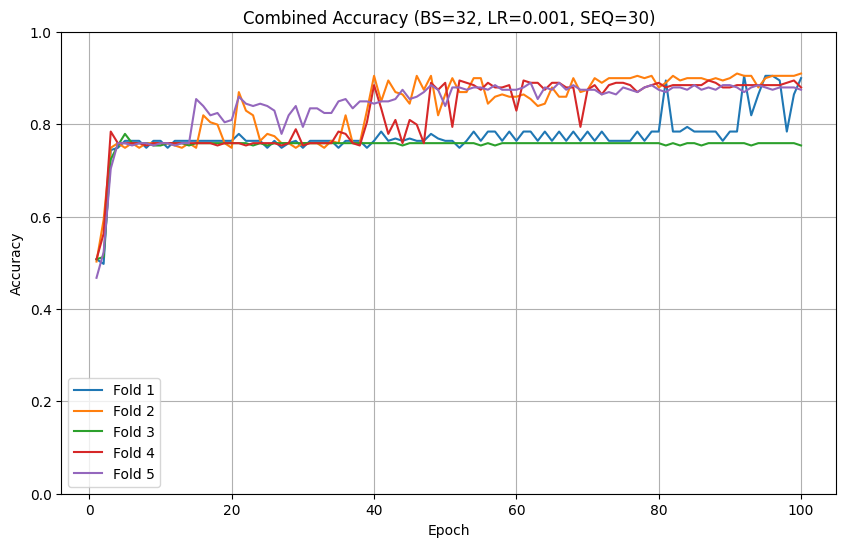 Combined Accuracy (BS=32, LR=0.001, SEQ=30)
1.0
0.8
0.6
0.4
0.2
0.0
Accuracy
Fold 1
Fold 2
Fold 3
Fold 4
Fold 5
0 20 40 60 80 100
Epoch